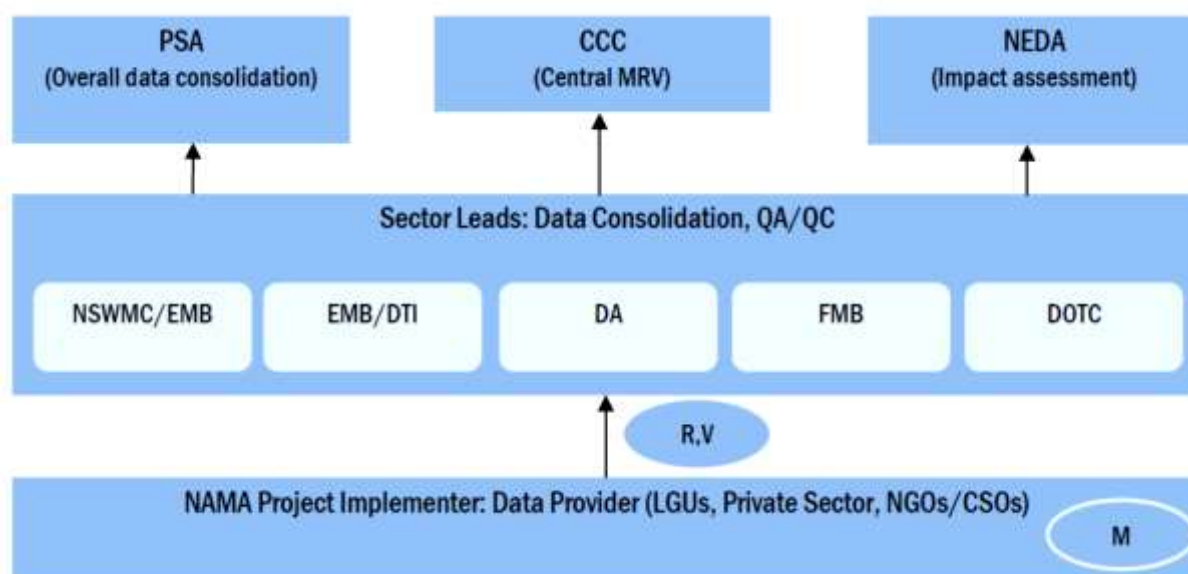 PSA
(Overall data consolidation)
CCC
(Central MRV)
NEDA
(Impact assessment)
Sector Leads: Data Consolidation, QA/QC
NSWMC/EMB
EMB/DTI
DA
FMB
DOTC
R,V
NAMA Project Implementer: Data Provider (LGUs, Private Sector, NGOs/CSOs)
M